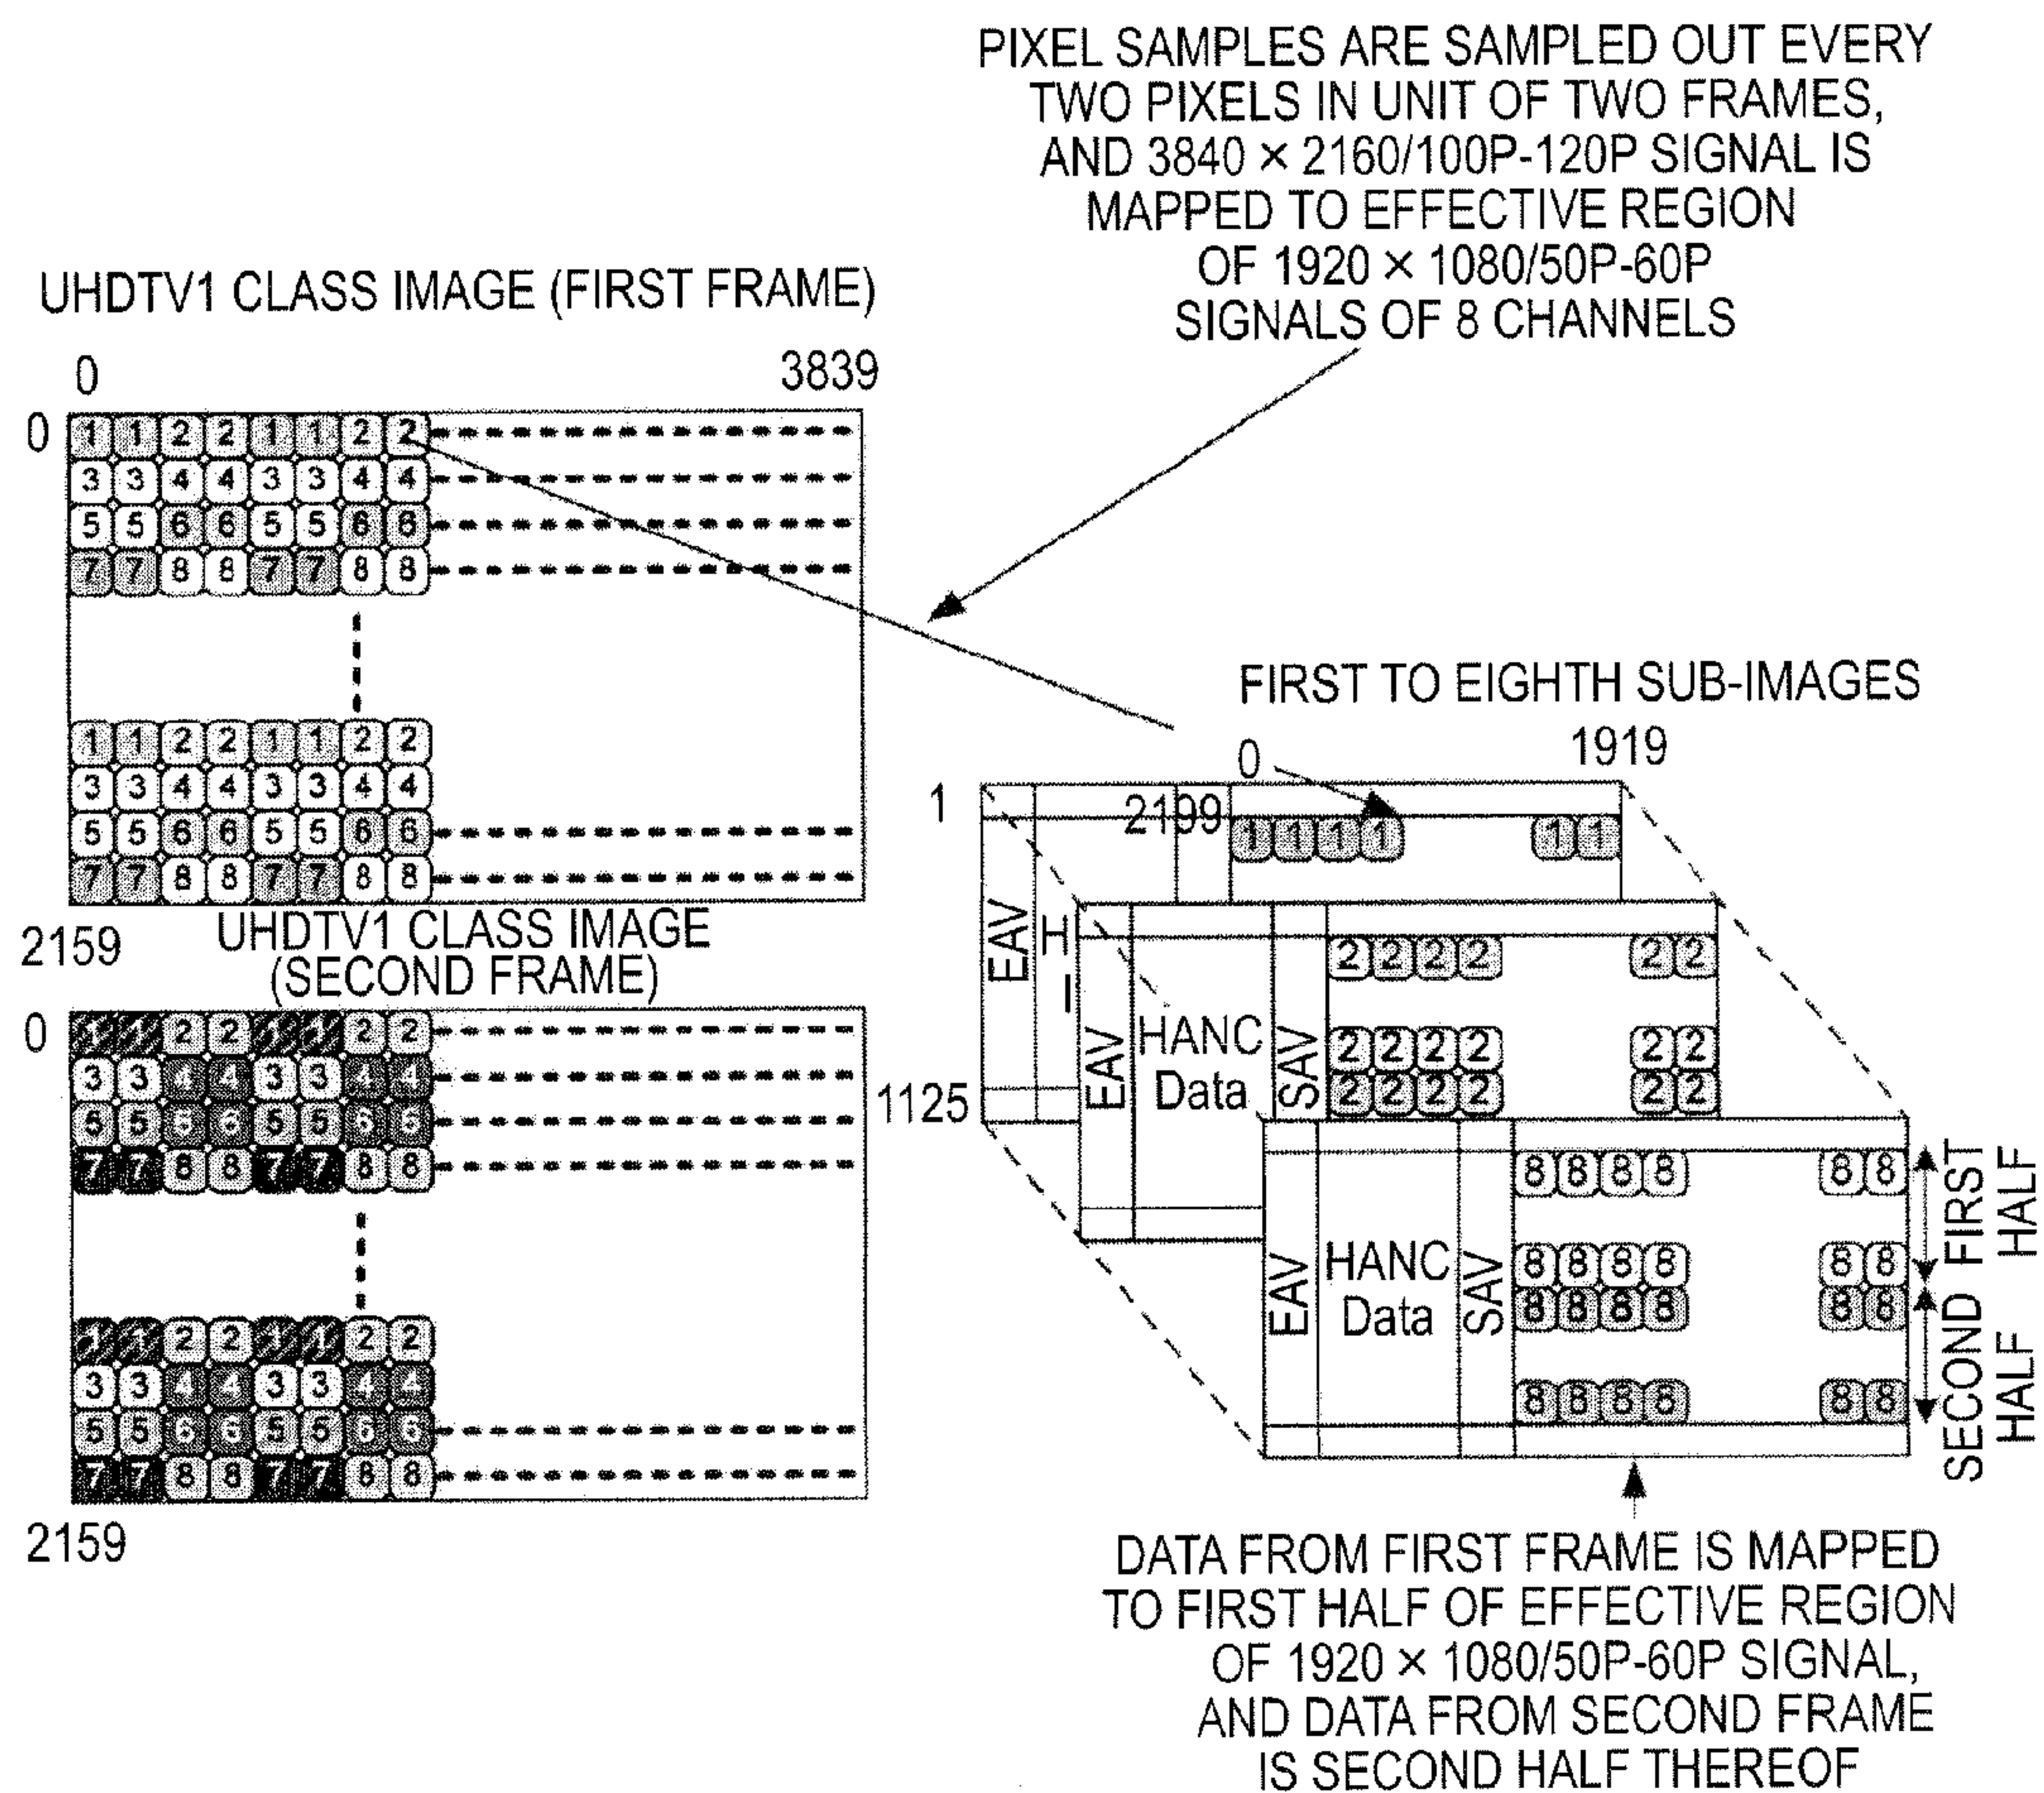 PIXEL SAMPLES ARE SAMPLED OUT EVERY
TWO PIXELS IN UNIT OF TWO FRAMES,
AND 3840 × 2160/100P-120P SIGNAL IS
MAPPED TO EFFECTIVE REGION
OF 1920 × 1080/50P-60P
SIGNALS OF 8 CHANNELS
UHDTV1 CLASS IMAGE (FIRST FRAME)
0 3839
0
1 1 2 2 1 1 2 2
3 3 4 4 3 3 4 4
5 5 6 6 5 5 6 6
7 7 8 8 7 7 8 8
1 1 2 2 1 1 2 2
3 3 4 4 3 3 4 4
5 5 6 6 5 5 6 6
7 7 8 8 7 7 8 8
2159
UHDTV1 CLASS IMAGE
(SECOND FRAME)
0
1 1 2 2 1 1 2 2
3 3 4 4 3 3 4 4
5 5 6 6 5 5 6 6
7 7 8 8 7 7 8 8
1 1 2 2 1 1 2 2
3 3 4 4 3 3 4 4
5 5 6 6 5 5 6 6
7 7 8 8 7 7 8 8
2159
FIRST TO EIGHTH SUB-IMAGES
0 1919
1
2199
1 1 1 1 1 1
EAV
H
1125
2 2 2 2 2 2
EAV
HANC
Data
SAV
2 2 2 2 2 2
2 2 2 2 2 2
8 8 8 8 8 8
EAV
HANC
Data
SAV
8 8 8 8 8 8
8 8 8 8 8 8
8 8 8 8 8 8
FIRST
HALF
SECOND
HALF
DATA FROM FIRST FRAME IS MAPPED
TO FIRST HALF OF EFFECTIVE REGION
OF 1920 × 1080/50P-60P SIGNAL,
AND DATA FROM SECOND FRAME
IS SECOND HALF THEREOF